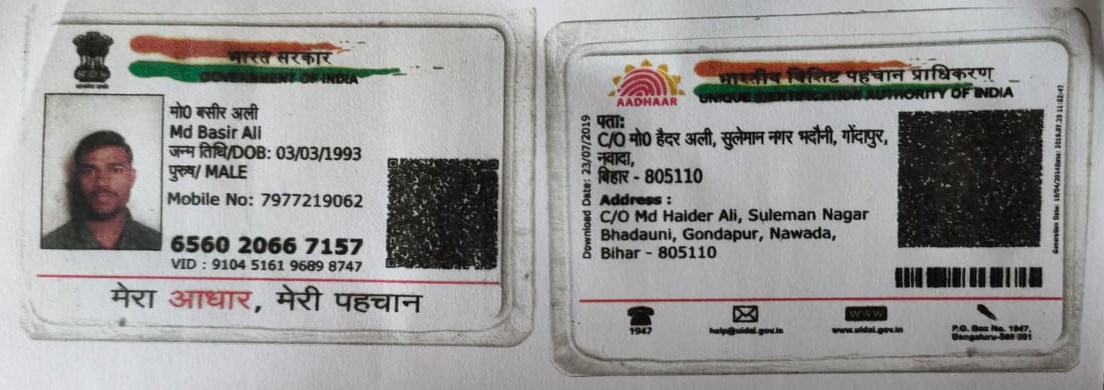 भारत सरकार
GOVERNMENT OF INDIA
मो0 बसीर अली
Md Basir Ali
जन्म तिथि/DOB: 03/03/1993
पुरुष/ MALE
Mobile No: 7977219062
6560 2066 7157
VID : 9104 5161 9689 8747
मेरा आधार, मेरी पहचान
भारतीय विशिष्ट पहचान प्राधिकरण
UNIQUE IDENTIFICATION AUTHORITY OF INDIA
AADHAAR
Download Date: 23/07/2019
पता:
C/O मो0 हैदर अली, सुलेमान नगर भदौनी, गोंदापुर,
नवादा,
बिहार - 805110
Address :
C/O Md Haider Ali, Suleman Nagar
Bhadauni, Gondapur, Nawada,
Bihar - 805110
1947
help@uidai.gov.in
www
www.uidai.gov.in
P.O. Box No. 1947,
Bengaluru-560 001